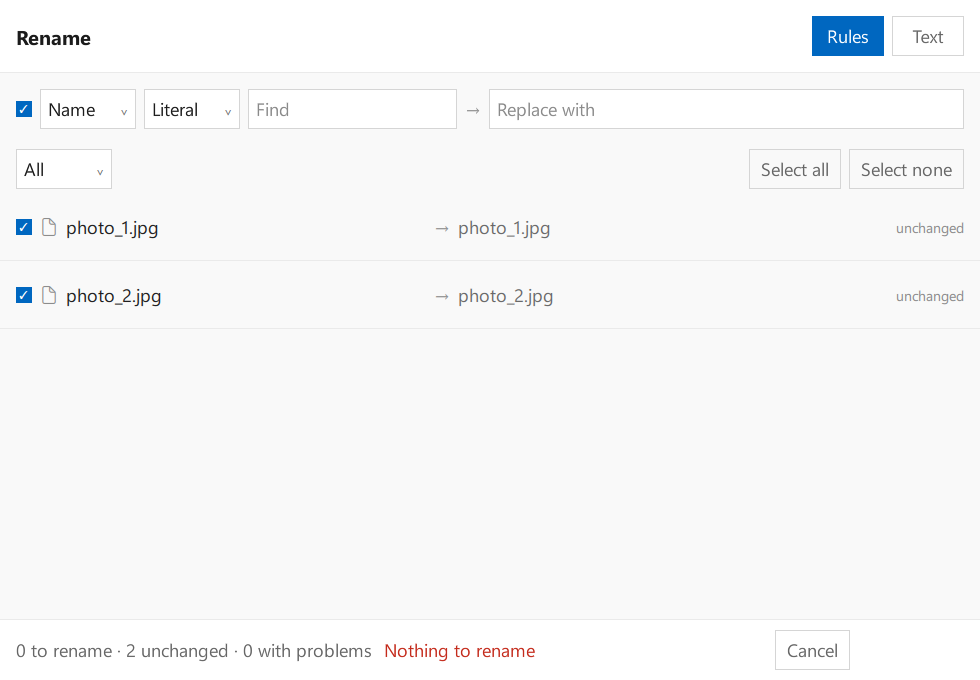 Rename Rules Text
Name Literal Find → Replace with
All Select all Select none
photo_1.jpg → photo_1.jpg unchanged
photo_2.jpg → photo_2.jpg unchanged
0 to rename · 2 unchanged · 0 with problems Nothing to rename Cancel